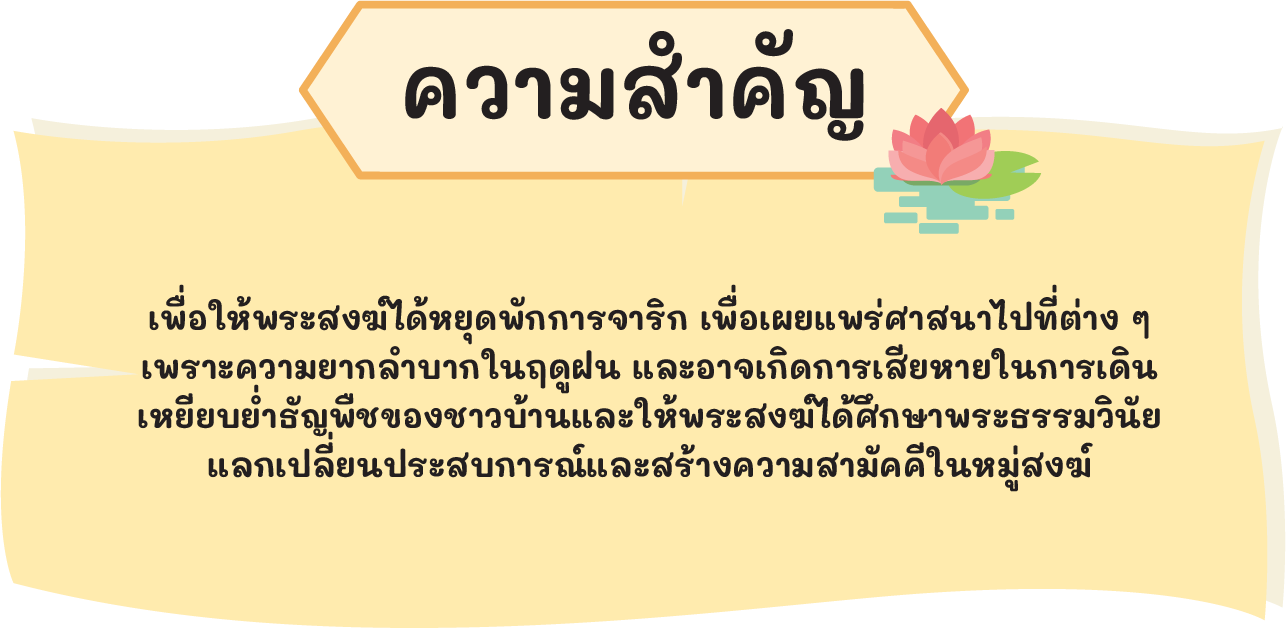 ความสำคัญ
เพื่อให้พระสงฆ์ได้หยุดพักการจาริก เพื่อเผยแพร่ศาสนาไปที่ต่าง ๆ
เพราะความยากลำบากในฤดูฝน และอาจเกิดการเสียหายในการเดิน
เหยียบย่ำธัญพืชของชาวบ้านและให้พระสงฆ์ได้ศึกษาพระธรรมวินัย
แลกเปลี่ยนประสบการณ์และสร้างความสามัคคีในหมู่สงฆ์